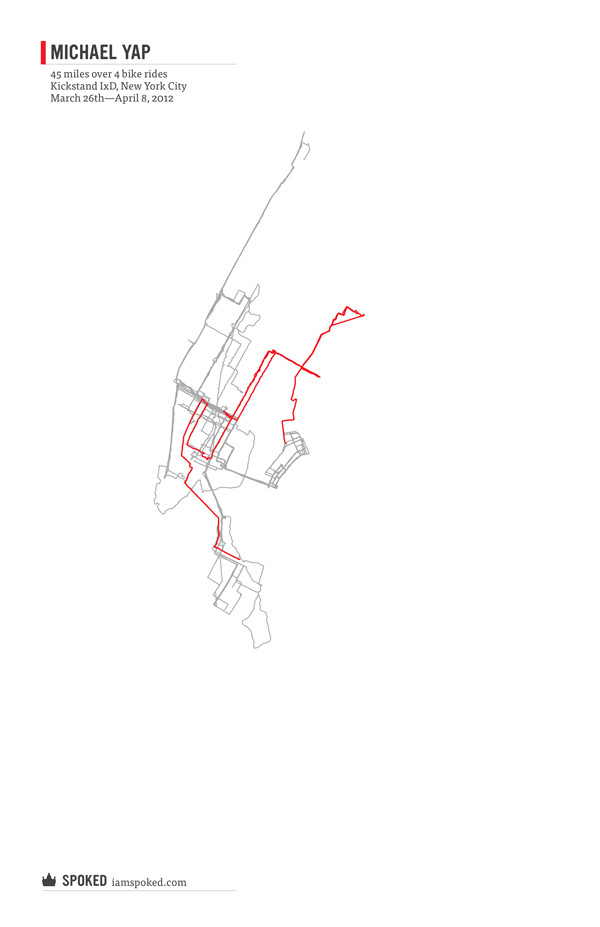 MICHAEL YAP
45 miles over 4 bike rides
Kickstand IxD, New York City
March 26th—April 8, 2012
SPOKED iamspoked.com